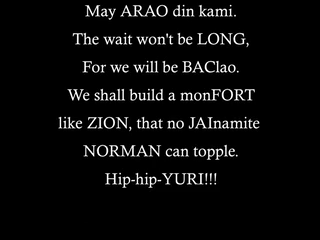 May ARAO din kami.
The wait won't be LONG,
For we will be BAClao.
We shall build a monFORT
like ZION, that no JAInamite
NORMAN can topple.
Hip-hip-YURI!!!